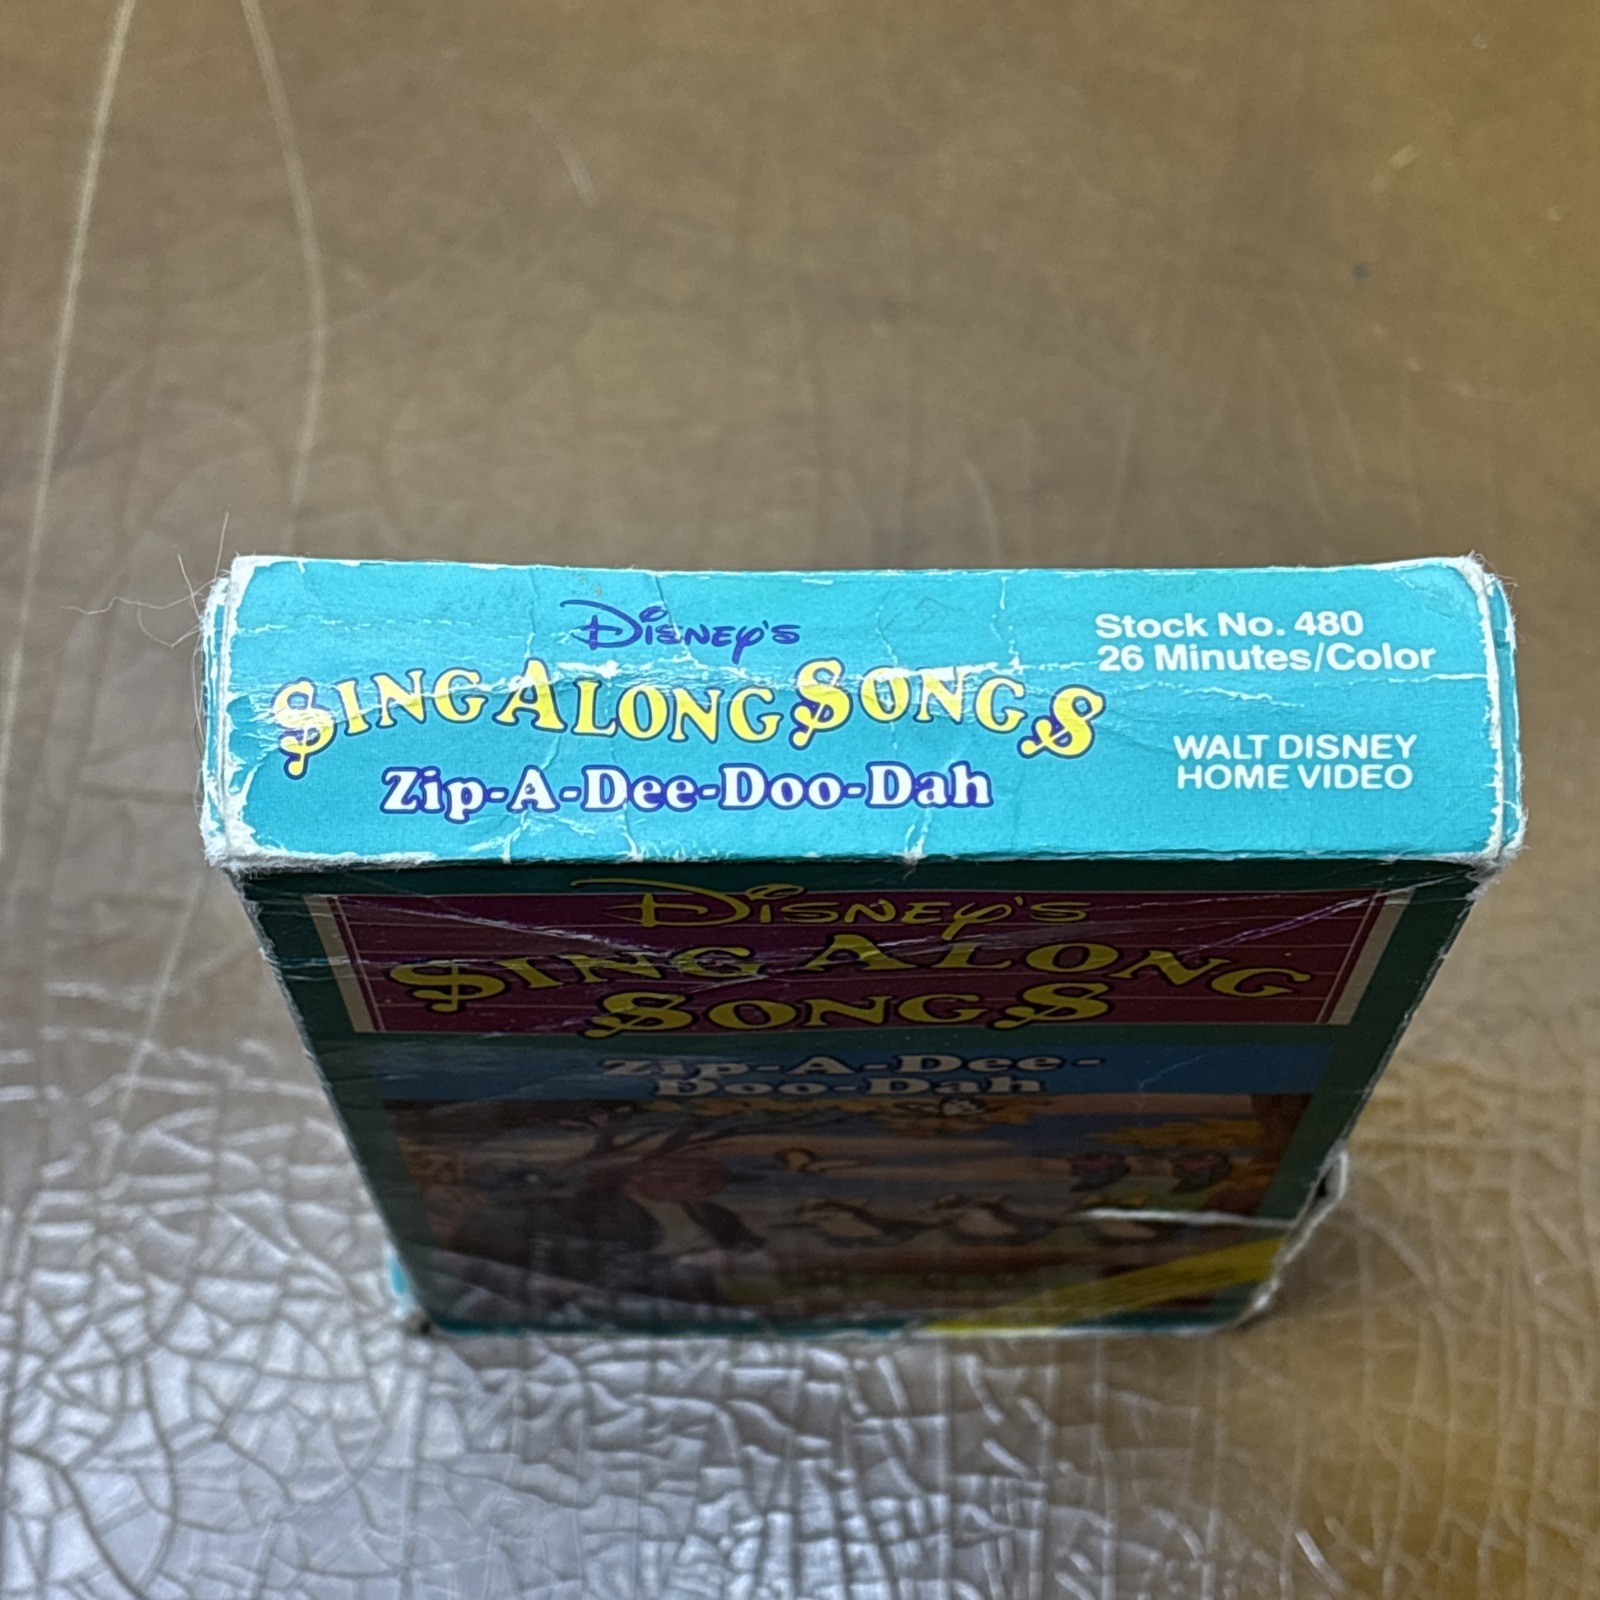 Disney's
Sing Along Songs
Zip-A-Dee-Doo-Dah
Stock No. 480
26 Minutes/Color
WALT DISNEY
HOME VIDEO
Disney's
Sing Along
Songs
Zip-A-Dee-
Doo-Dah